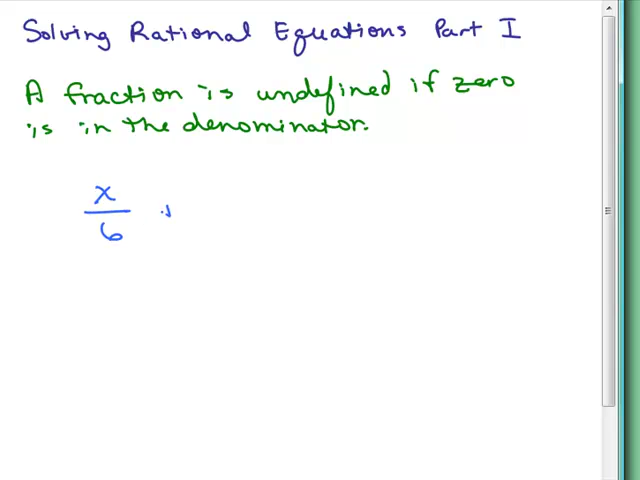 Solving Rational Equations Part I
A fraction is undefined if zero
is in the denominator.
x
6